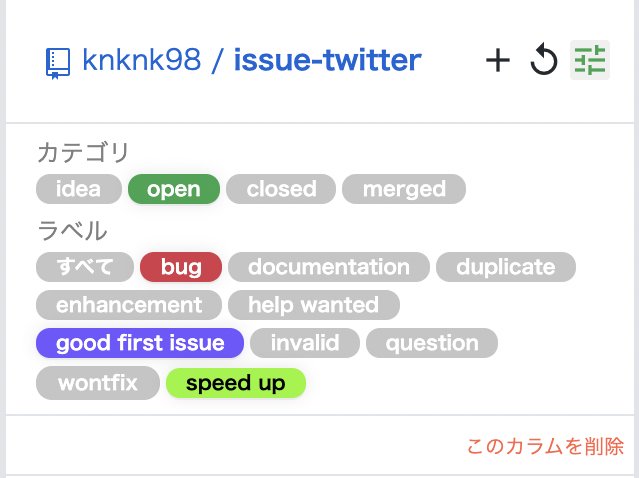 knknk98 / issue-twitter
カテゴリ
idea open closed merged
ラベル
すべて bug documentation duplicate
enhancement help wanted
good first issue invalid question
wontfix speed up
このカラムを削除